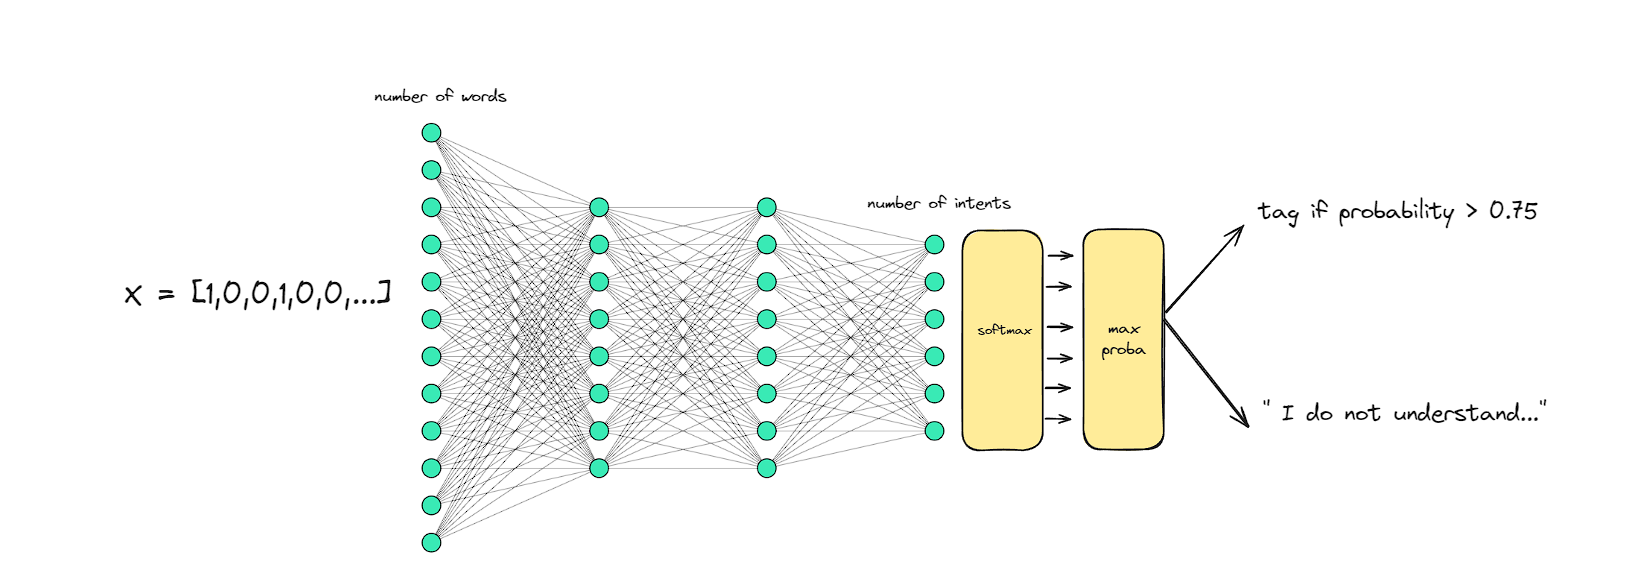 number of words
number of intents
tag if probability > 0.75
x = [1,0,0,1,0,0,...]
softmax
max
proba
" I do not understand..."